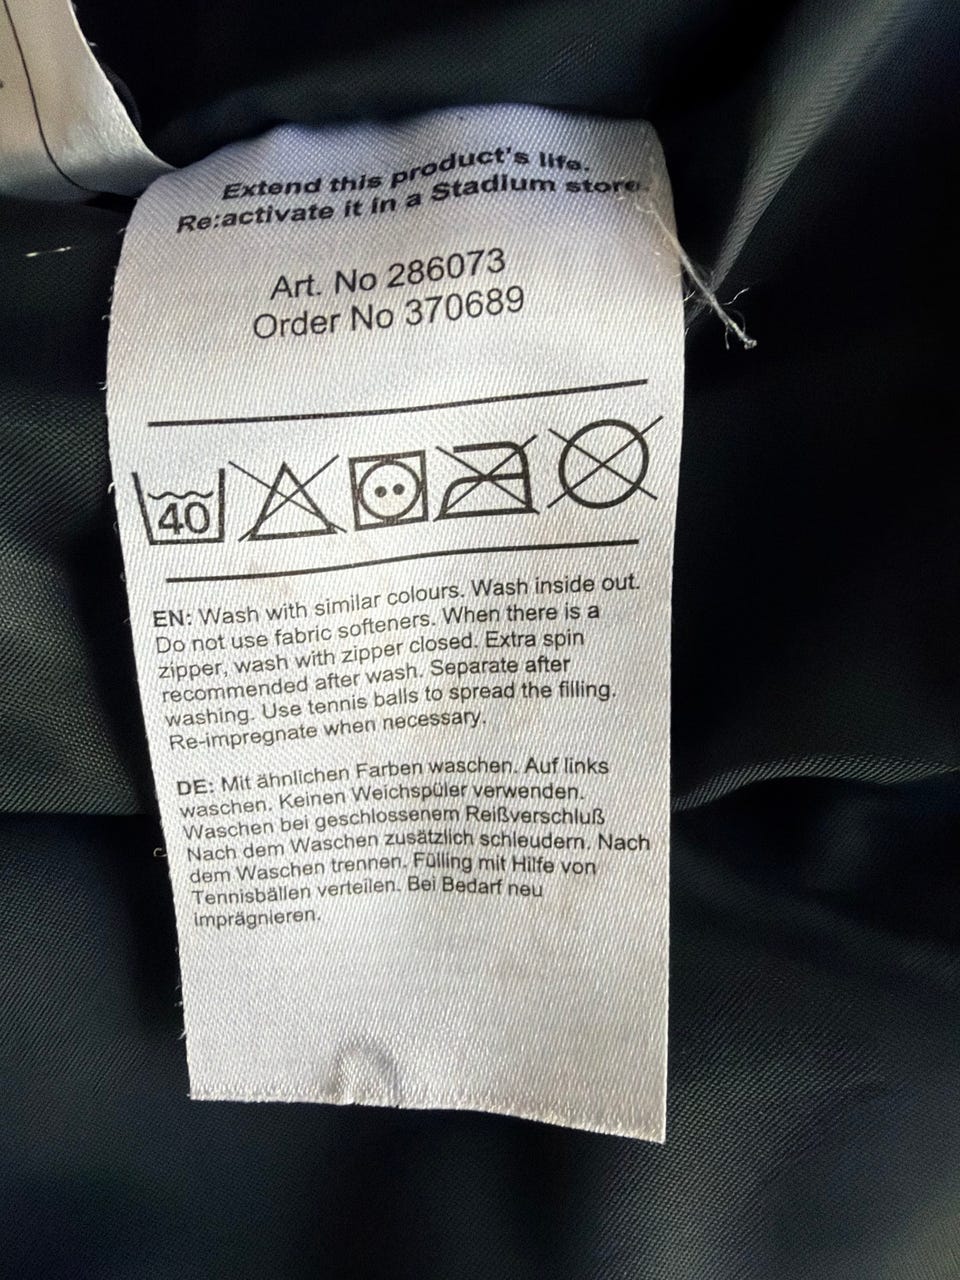 Extend this product's life.
Re:activate it in a Stadium store.
Art. No 286073
Order No 370689
40
EN: Wash with similar colours. Wash inside out.
Do not use fabric softeners. When there is a
zipper, wash with zipper closed. Extra spin
recommended after wash. Separate after
washing. Use tennis balls to spread the filling.
Re-impregnate when necessary.
DE: Mit ähnlichen Farben waschen. Auf links
waschen. Keinen Weichspüler verwenden.
Waschen bei geschlossenem Reißverschluß
Nach dem Waschen zusätzlich schleudern. Nach
dem Waschen trennen. Fülling mit Hilfe von
Tennisbällen verteilen. Bei Bedarf neu
imprägnieren.